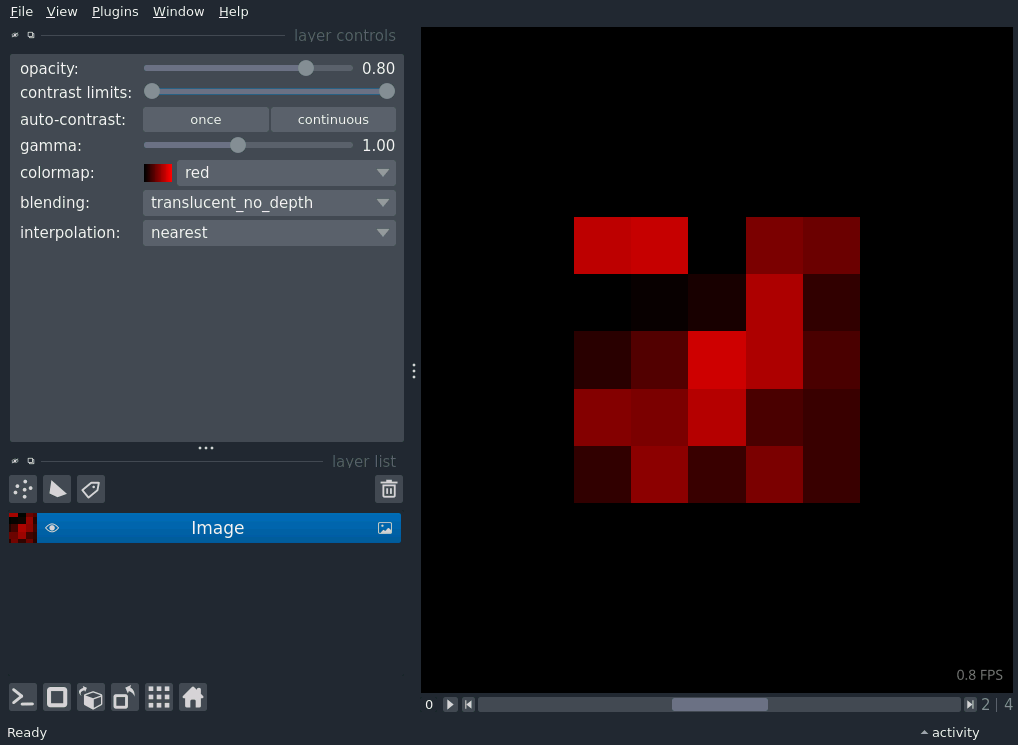 File View Plugins Window Help
layer controls
opacity: 0.80
contrast limits:
auto-contrast: once continuous
gamma: 1.00
colormap: red
blending: translucent_no_depth
interpolation: nearest
layer list
Image
0.8 FPS
0 2 | 4
Ready activity